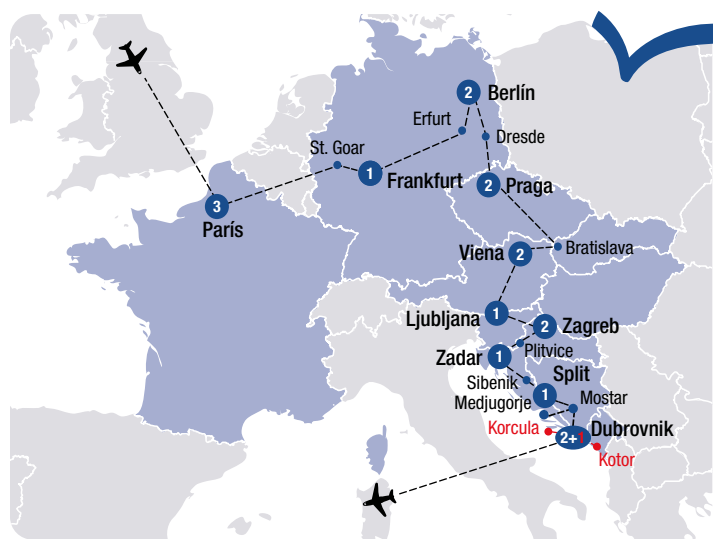 2
Berlín
Erfurt
Dresde
St. Goar
1
Frankfurt
2
Praga
3
París
Bratislava
Viena
2
Ljubljana
1
2
Zagreb
Plitvice
Zadar
1
Split
Sibenik
1
Mostar
Medjugorje
Korcula
Dubrovnik
2+1
Kotor